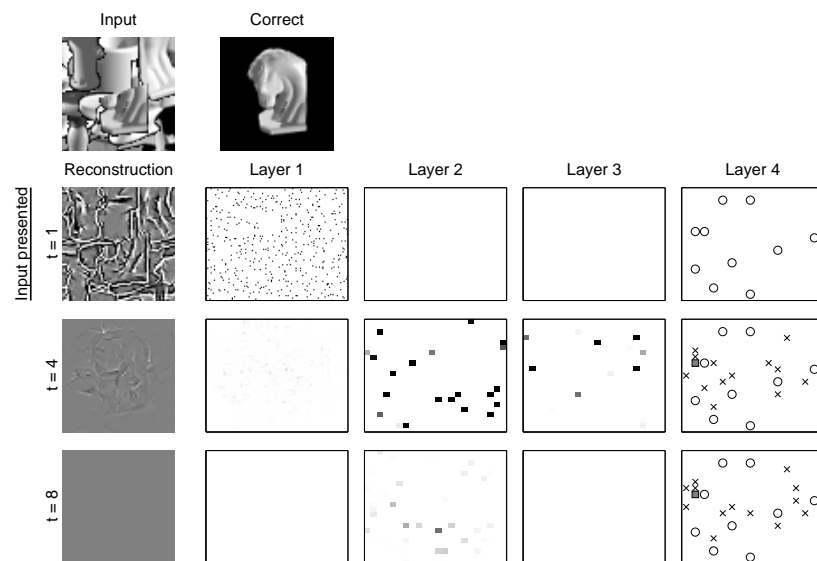 Input Correct
Reconstruction Layer 1 Layer 2 Layer 3 Layer 4
Input presented
t = 1
t = 4
t = 8